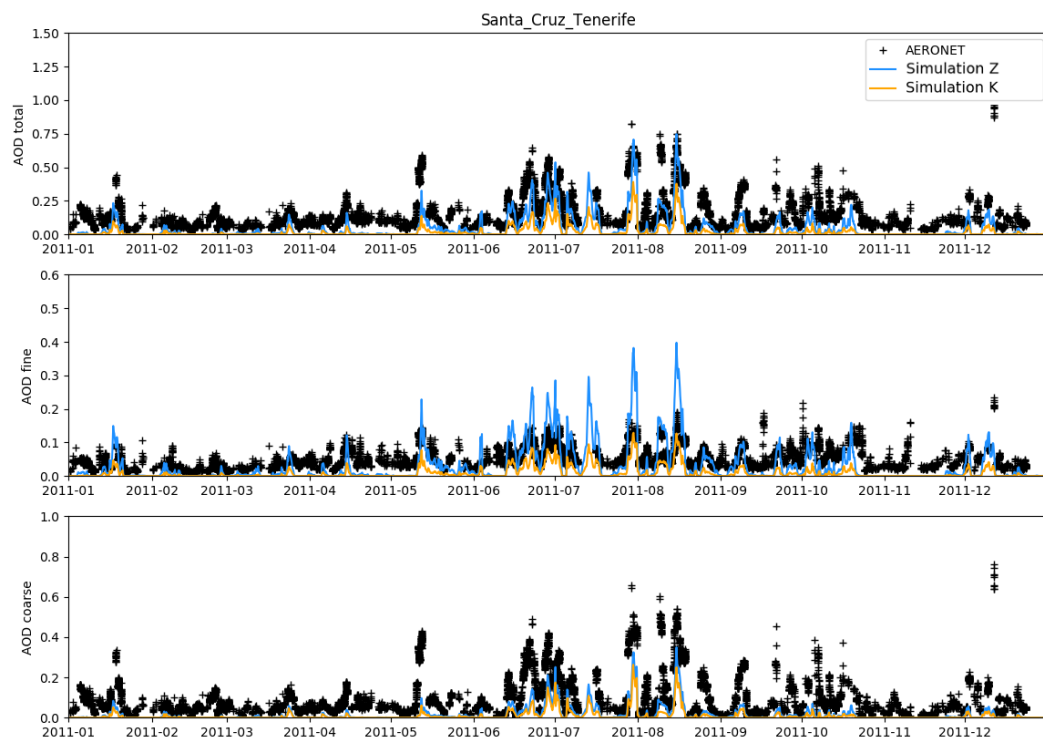 Santa_Cruz_Tenerife
AOD total
1.50
1.25
1.00
0.75
0.50
0.25
0.00
AERONET
Simulation Z
Simulation K
2011-01 2011-02 2011-03 2011-04 2011-05 2011-06 2011-07 2011-08 2011-09 2011-10 2011-11 2011-12
AOD fine
0.6
0.5
0.4
0.3
0.2
0.1
0.0
2011-01 2011-02 2011-03 2011-04 2011-05 2011-06 2011-07 2011-08 2011-09 2011-10 2011-11 2011-12
AOD coarse
1.0
0.8
0.6
0.4
0.2
0.0
2011-01 2011-02 2011-03 2011-04 2011-05 2011-06 2011-07 2011-08 2011-09 2011-10 2011-11 2011-12